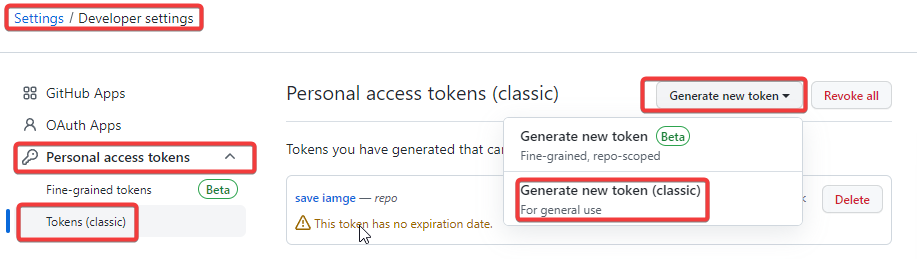 Settings / Developer settings
GitHub Apps
OAuth Apps
Personal access tokens
Fine-grained tokens Beta
Tokens (classic)
Personal access tokens (classic)
Generate new token
Revoke all
Generate new token Beta
Fine-grained, repo-scoped
Generate new token (classic)
For general use
Tokens you have generated that can
save iamge — repo
Delete
This token has no expiration date.